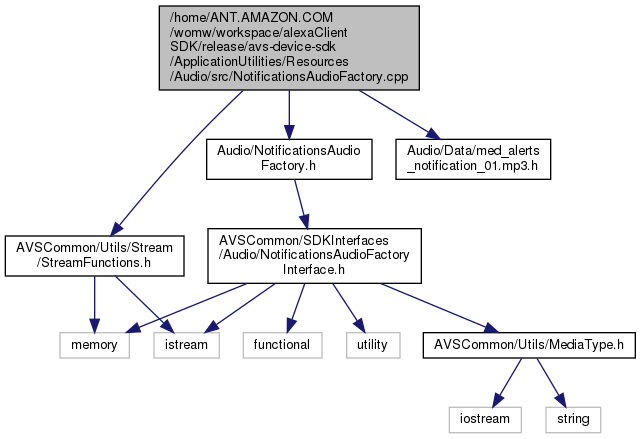 /home/ANT.AMAZON.COM
/womw/workspace/alexaClient
SDK/release/avs-device-sdk
/ApplicationUtilities/Resources
/Audio/src/NotificationsAudioFactory.cpp
Audio/NotificationsAudio
Factory.h
Audio/Data/med_alerts
_notification_01.mp3.h
AVSCommon/Utils/Stream
/StreamFunctions.h
AVSCommon/SDKInterfaces
/Audio/NotificationsAudioFactory
Interface.h
memory
istream
functional
utility
AVSCommon/Utils/MediaType.h
iostream
string